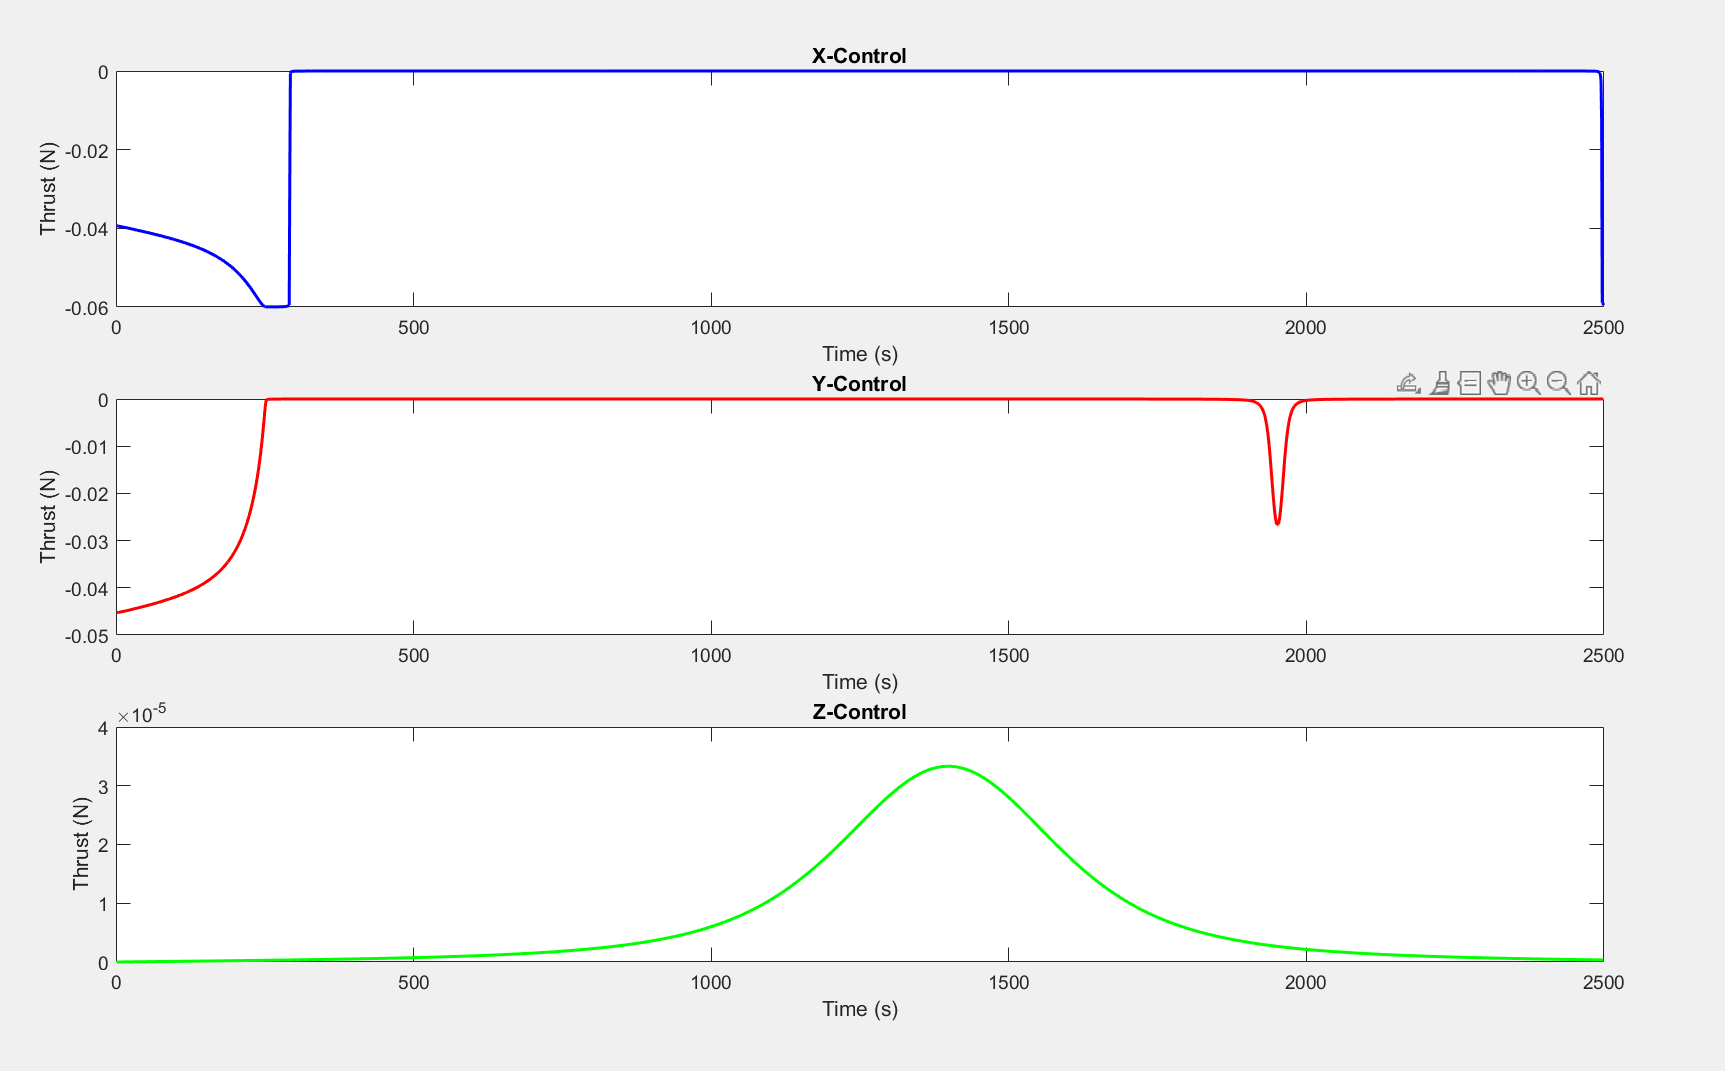 X-Control
0
-0.02
-0.04
-0.06
Thrust (N)
0 500 1000 1500 2000 2500
Time (s)
Y-Control
0
-0.01
-0.02
-0.03
-0.04
-0.05
Thrust (N)
0 500 1000 1500 2000 2500
Time (s)
Z-Control
×10⁻⁵
4
3
2
1
0
Thrust (N)
0 500 1000 1500 2000 2500
Time (s)